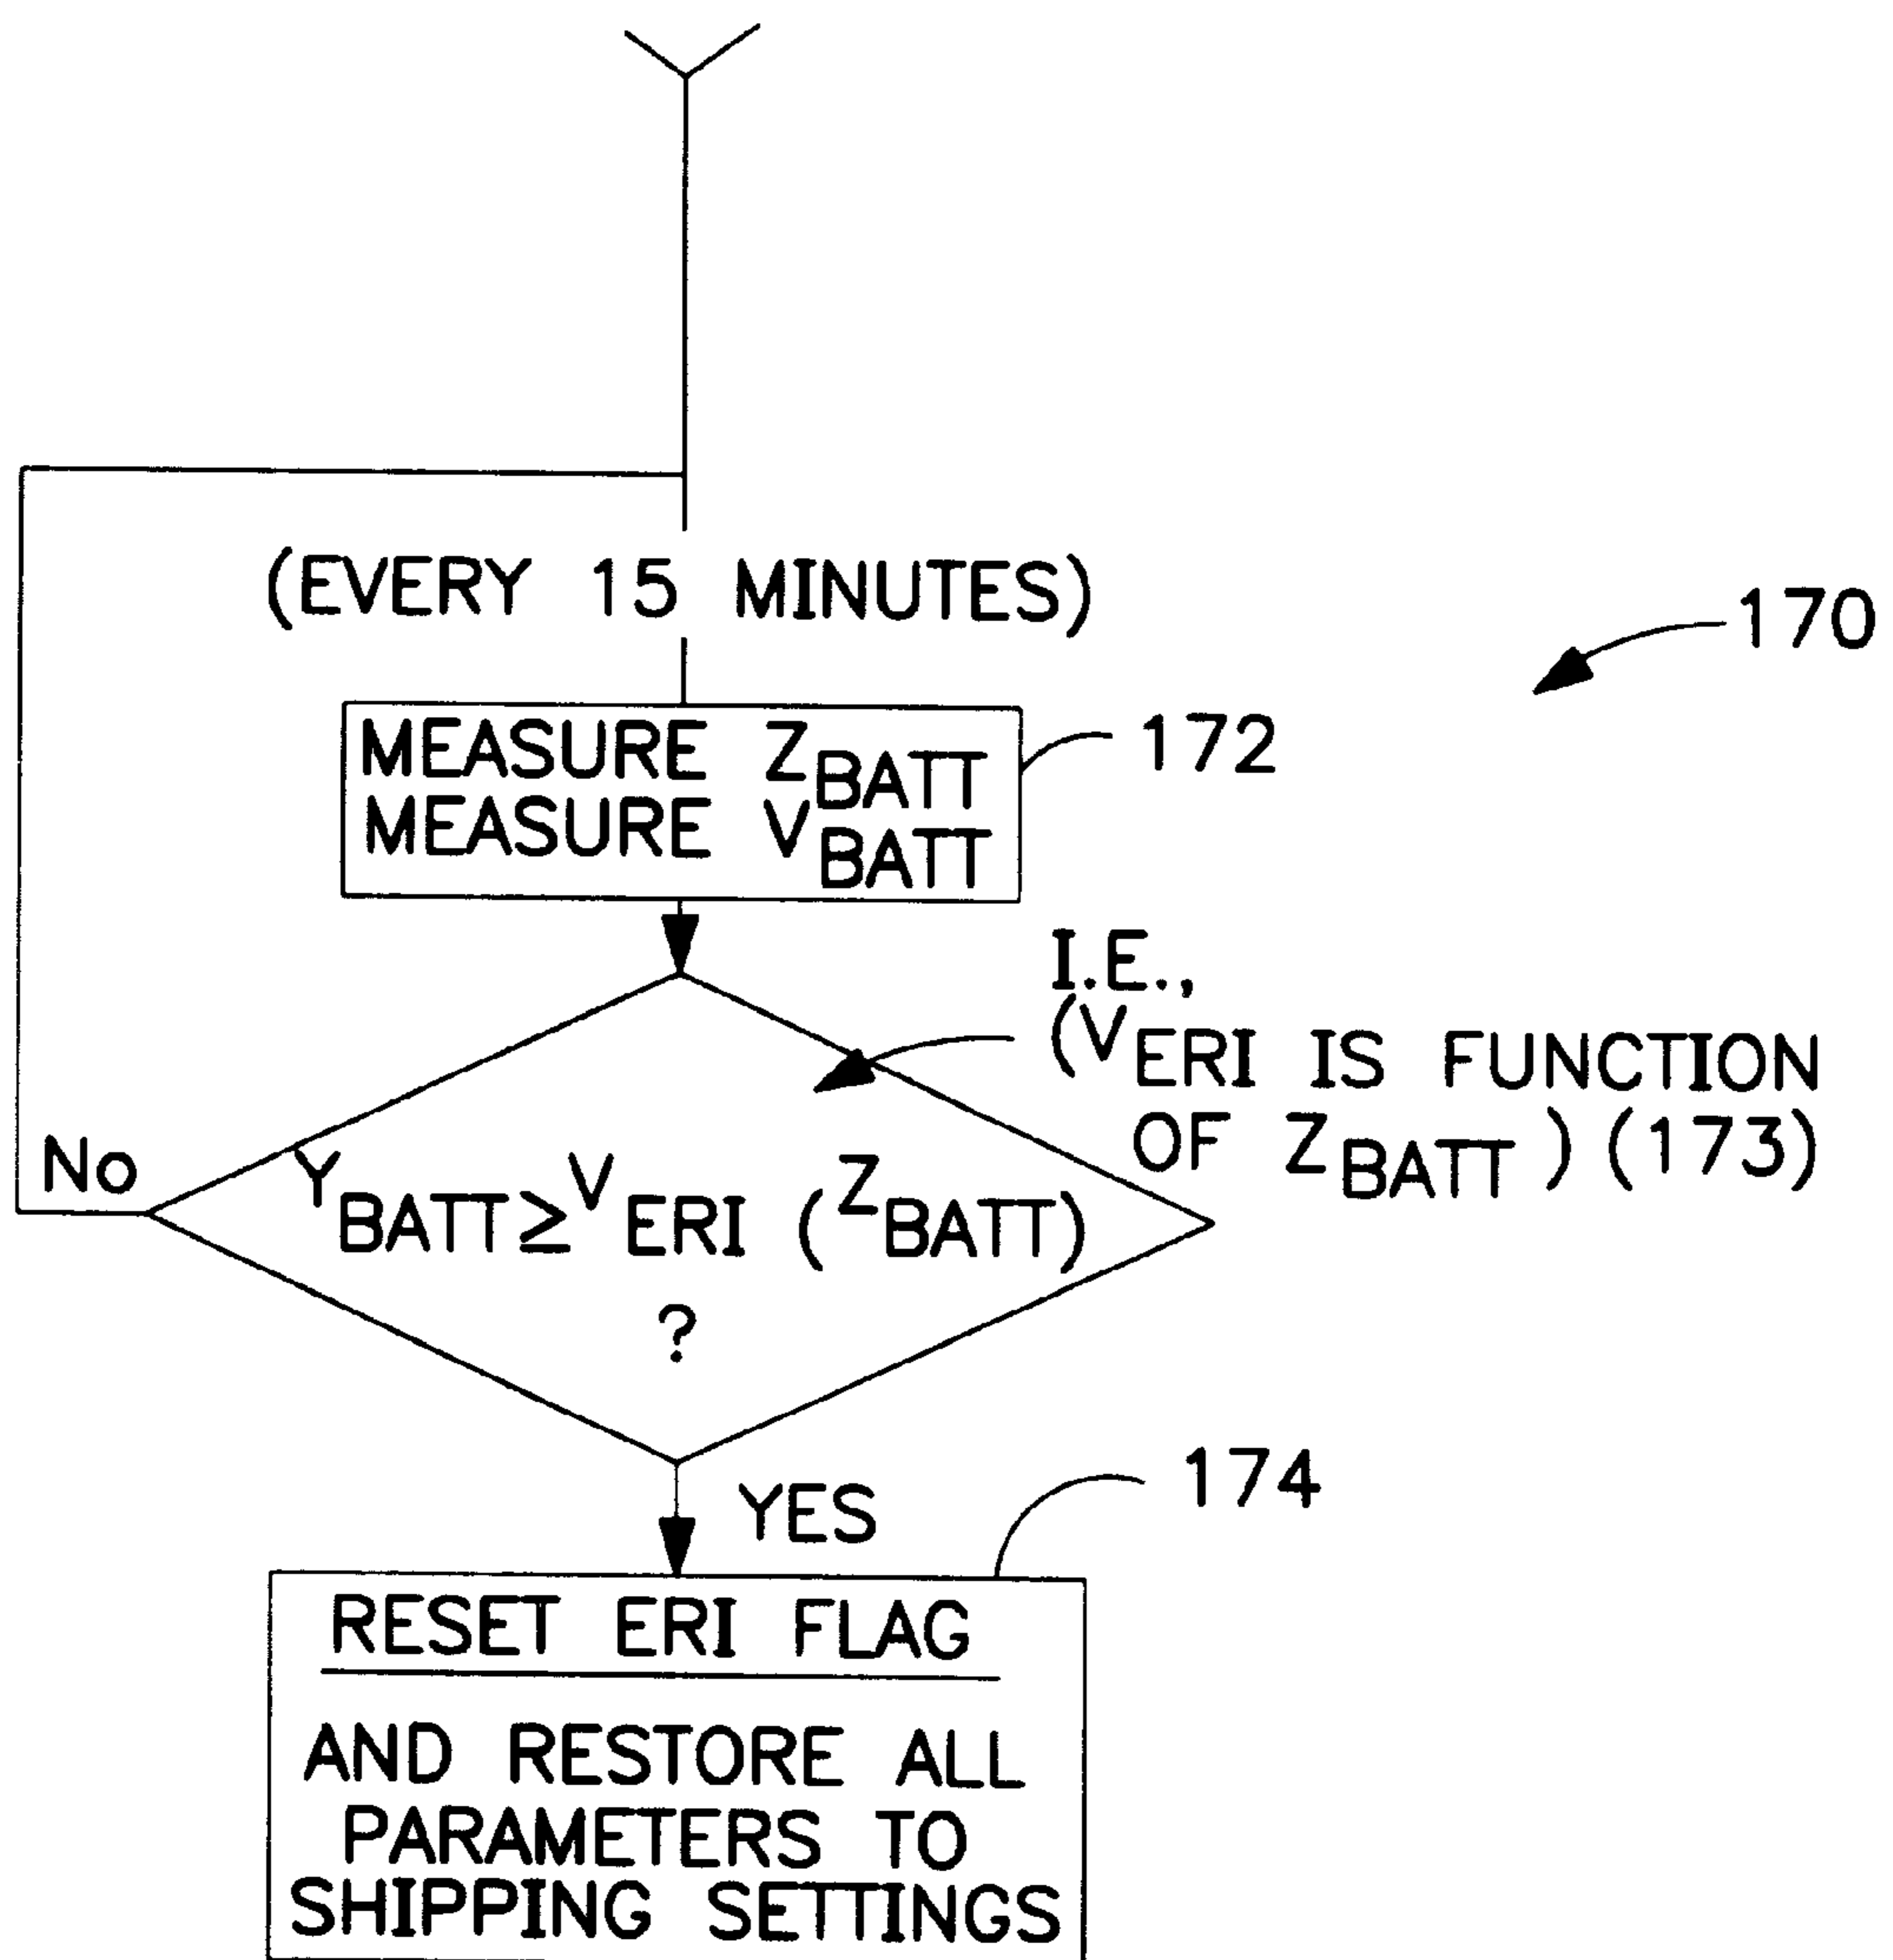 (EVERY 15 MINUTES)
170
MEASURE ZBATT
MEASURE VBATT
172
I.E.,
(VERI IS FUNCTION
OF ZBATT) (173)
No
YBATT≥VERI (ZBATT)
?
YES
174
RESET ERI FLAG
AND RESTORE ALL
PARAMETERS TO
SHIPPING SETTINGS